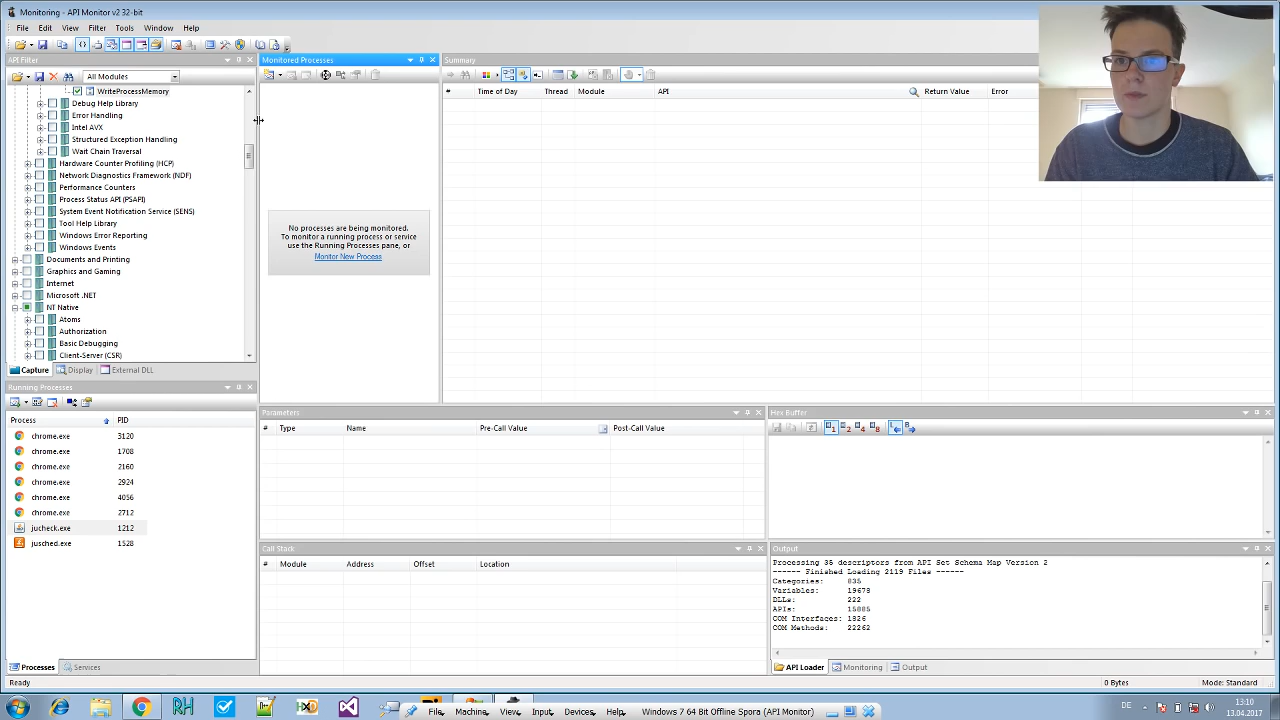 Monitoring - API Monitor v2 32-bit
File Edit View Filter Tools Window Help
API Filter
All Modules
WriteProcessMemory
Debug Help Library
Error Handling
Intel AVX
Structured Exception Handling
Wait Chain Traversal
Hardware Counter Profiling (HCP)
Network Diagnostics Framework (NDF)
Performance Counters
Process Status API (PSAPI)
System Event Notification Service (SENS)
Tool Help Library
Windows Error Reporting
Windows Events
Documents and Printing
Graphics and Gaming
Internet
Microsoft .NET
NT Native
Atoms
Authorization
Basic Debugging
Client-Server (CSR)
Capture Display External DLL
Monitored Processes
No processes are being monitored.
To monitor a running process or service
use the Running Processes pane, or
Monitor New Process
Summary
# Time of Day Thread Module API Return Value Error
Running Processes
Process PID
chrome.exe 3120
chrome.exe 1708
chrome.exe 2160
chrome.exe 2924
chrome.exe 4056
chrome.exe 2712
jucheck.exe 1212
jusched.exe 1528
Processes Services
Parameters
# Type Name Pre-Call Value Post-Call Value
Hex Buffer
1 2 4 8 L B
Call Stack
# Module Address Offset Location
Output
Processing 35 descriptors from API Set Schema Map Version 2
------ Finished Loading 2119 Files ------
Categories: 835
Variables: 19673
DLLs: 222
APIs: 15885
COM Interfaces: 1826
COM Methods: 22262
API Loader Monitoring Output
Ready
0 Bytes Mode: Standard
RH
HXD
File Machine View Input Devices Help Windows 7 64 Bit Offline Spora (API Monitor)
DE
13:10
13.04.2017